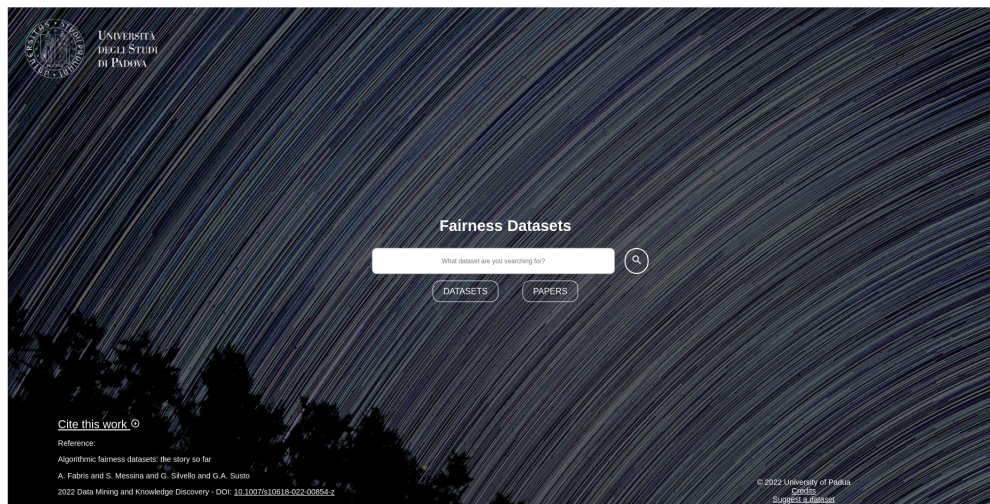 UNIVERSITÀ
DEGLI STUDI
DI PADOVA
Fairness Datasets
What dataset are you searching for?
DATASETS
PAPERS
Cite this work
Reference:
Algorithmic fairness datasets: the story so far
A. Fabris and S. Messina and G. Silvello and G.A. Susto
2022 Data Mining and Knowledge Discovery - DOI: 10.1007/s10618-022-00854-z
© 2022 University of Padua
Credits
Suggest a dataset